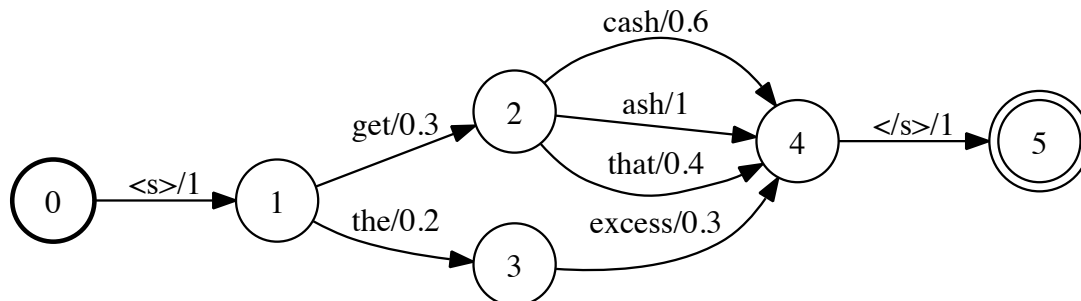 cash/0.6
ash/1
that/0.4
get/0.3
the/0.2
excess/0.3
<s>/1
</s>/1
0
1
2
3
4
5